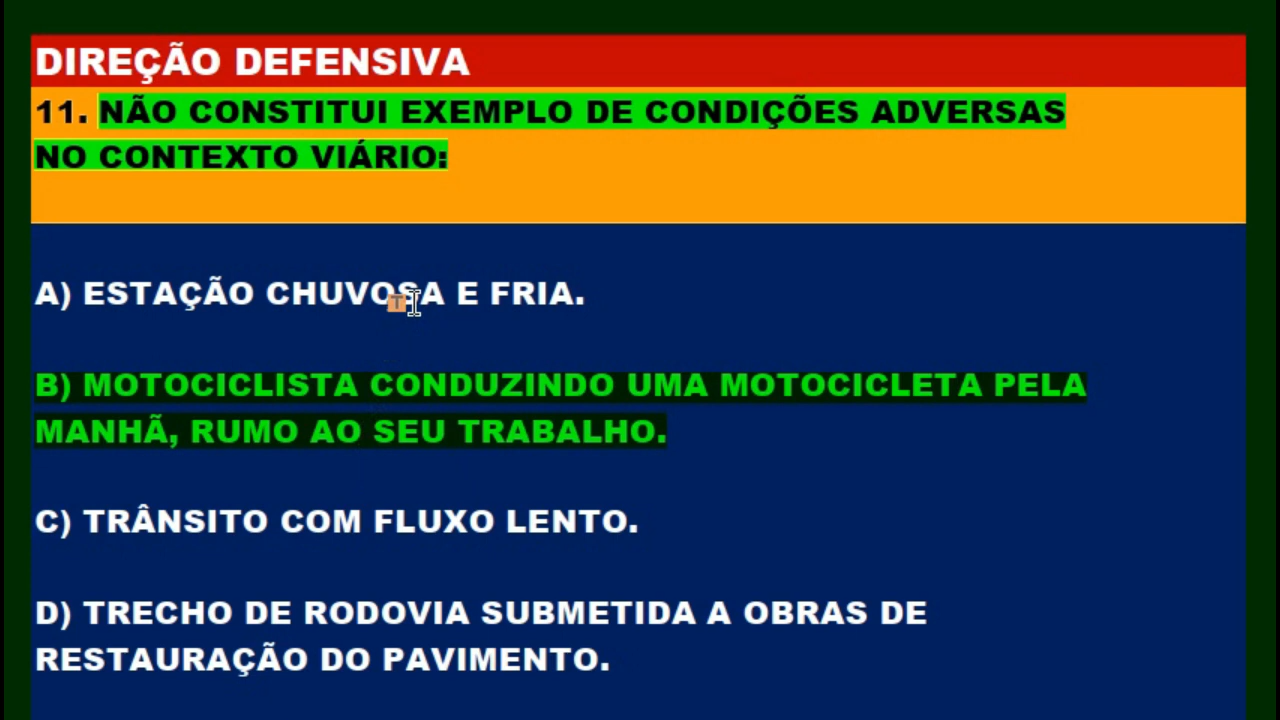 DIREÇÃO DEFENSIVA
11. NÃO CONSTITUI EXEMPLO DE CONDIÇÕES ADVERSAS
NO CONTEXTO VIÁRIO:
A) ESTAÇÃO CHUVOSA E FRIA.
B) MOTOCICLISTA CONDUZINDO UMA MOTOCICLETA PELA
MANHÃ, RUMO AO SEU TRABALHO.
C) TRÂNSITO COM FLUXO LENTO.
D) TRECHO DE RODOVIA SUBMETIDA A OBRAS DE
RESTAURAÇÃO DO PAVIMENTO.